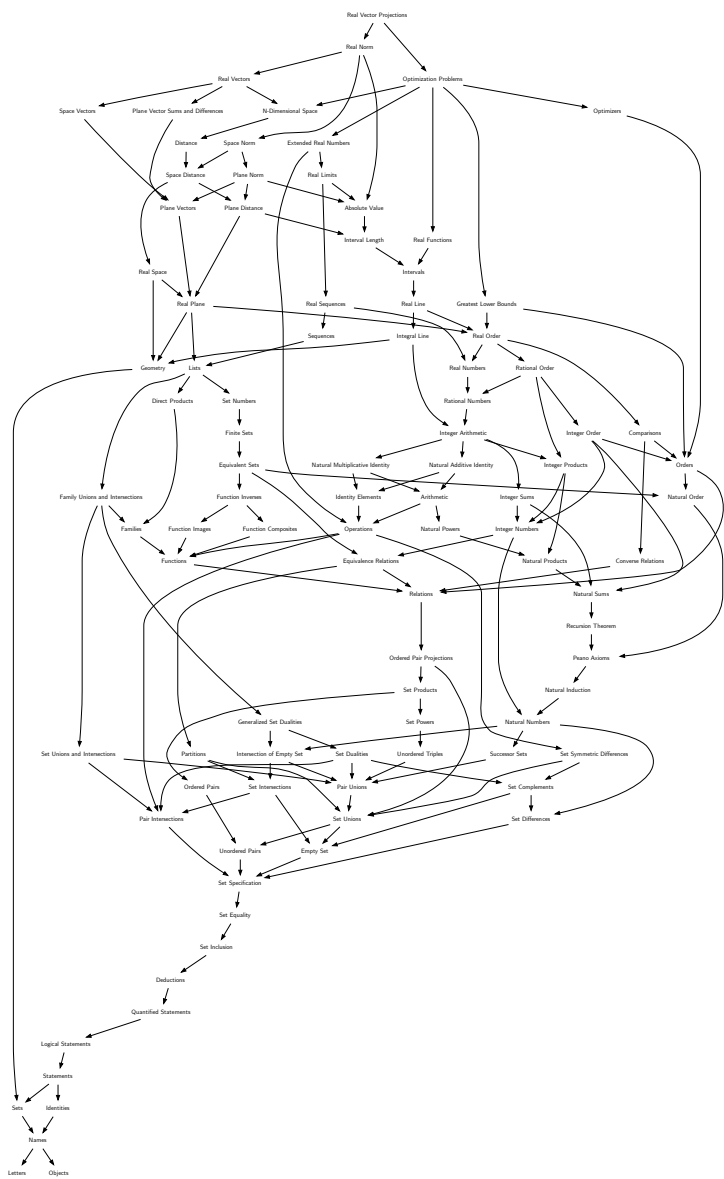 Real Vector Projections
Real Norm
Real Vectors
Optimization Problems
Space Vectors
Plane Vector Sums and Differences
N-Dimensional Space
Optimizers
Distance
Space Norm
Extended Real Numbers
Space Distance
Plane Norm
Real Limits
Plane Vectors
Plane Distance
Absolute Value
Interval Length
Real Functions
Real Space
Intervals
Real Plane
Real Sequences
Real Line
Greatest Lower Bounds
Sequences
Integral Line
Real Order
Geometry
Lists
Real Numbers
Rational Order
Direct Products
Set Numbers
Rational Numbers
Finite Sets
Integer Arithmetic
Integer Order
Comparisons
Equivalent Sets
Natural Multiplicative Identity
Natural Additive Identity
Integer Products
Orders
Family Unions and Intersections
Function Inverses
Identity Elements
Arithmetic
Integer Sums
Natural Order
Families
Function Images
Function Composites
Operations
Natural Powers
Integer Numbers
Functions
Equivalence Relations
Natural Products
Converse Relations
Relations
Natural Sums
Recursion Theorem
Ordered Pair Projections
Peano Axioms
Set Products
Natural Induction
Generalized Set Dualities
Set Powers
Natural Numbers
Set Unions and Intersections
Partitions
Intersection of Empty Set
Set Dualities
Unordered Triples
Successor Sets
Set Symmetric Differences
Ordered Pairs
Set Intersections
Pair Unions
Set Complements
Pair Intersections
Set Unions
Set Differences
Unordered Pairs
Empty Set
Set Specification
Set Equality
Set Inclusion
Deductions
Quantified Statements
Logical Statements
Statements
Sets
Identities
Names
Letters
Objects